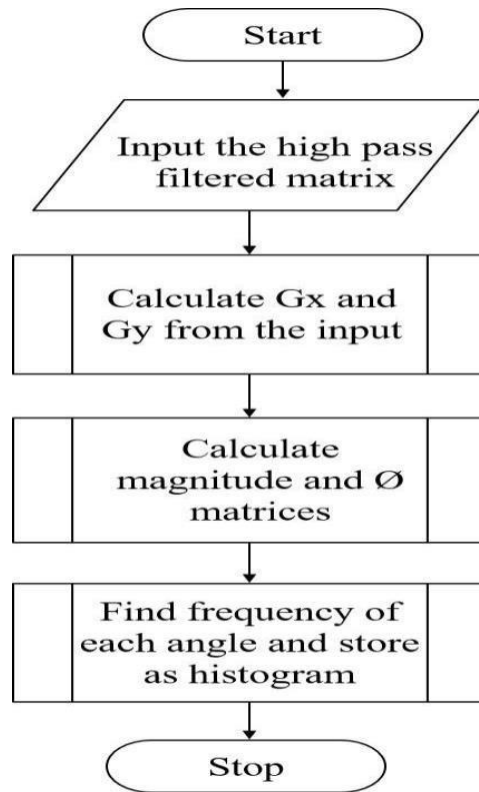 Start
Input the high pass
filtered matrix
Calculate Gx and
Gy from the input
Calculate
magnitude and Ø
matrices
Find frequency of
each angle and store
as histogram
Stop